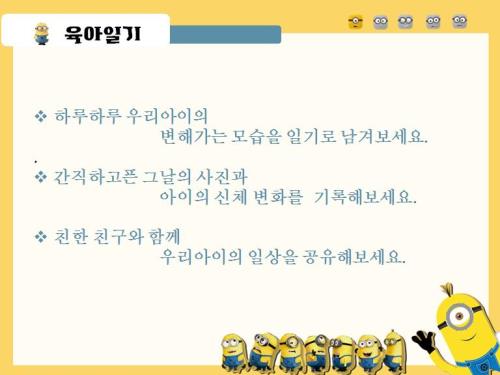 육아일기
❖ 하루하루 우리아이의
변해가는 모습을 일기로 남겨보세요.
.
❖ 간직하고픈 그날의 사진과
아이의 신체 변화를 기록해보세요.
❖ 친한 친구와 함께
우리아이의 일상을 공유해보세요.